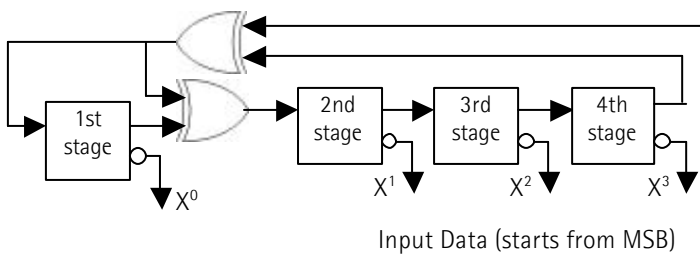 1st
stage
2nd
stage
3rd
stage
4th
stage
X⁰
X¹
X²
X³
Input Data (starts from MSB)